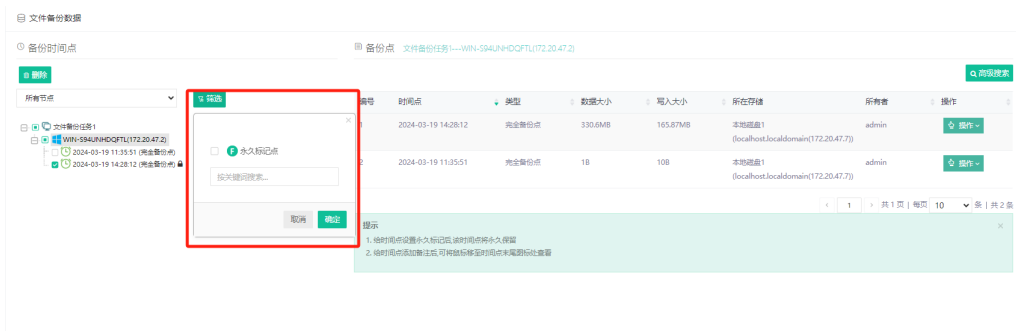 文件备份数据
备份时间点
删除
所有节点
文件备份任务1
WIN-S94UNHDQFTL(172.20.47.2)
2024-03-19 11:35:51 (完全备份点)
2024-03-19 14:28:12 (完全备份点)
筛选
×
F 永久标记点
按关键词搜索...
取消 确定
备份点 文件备份任务1----WIN-S94UNHDQFTL(172.20.47.2)
高级搜索
编号 时间点 类型 数据大小 写入大小 所在存储 所有者 操作
1 2024-03-19 14:28:12 完全备份点 330.6MB 165.87MB 本地磁盘1 admin 操作
(localhost.localdomain(172.20.47.7))
2 2024-03-19 11:35:51 完全备份点 1B 10B 本地磁盘1 admin 操作
(localhost.localdomain(172.20.47.7))
‹ 1 › 共 1 页 | 每页 10 条 | 共 2 条
提示
×
1. 给时间点设置永久标记后,该时间点将永久保留
2. 给时间点添加备注后,可将鼠标移至时间点末尾图标处查看